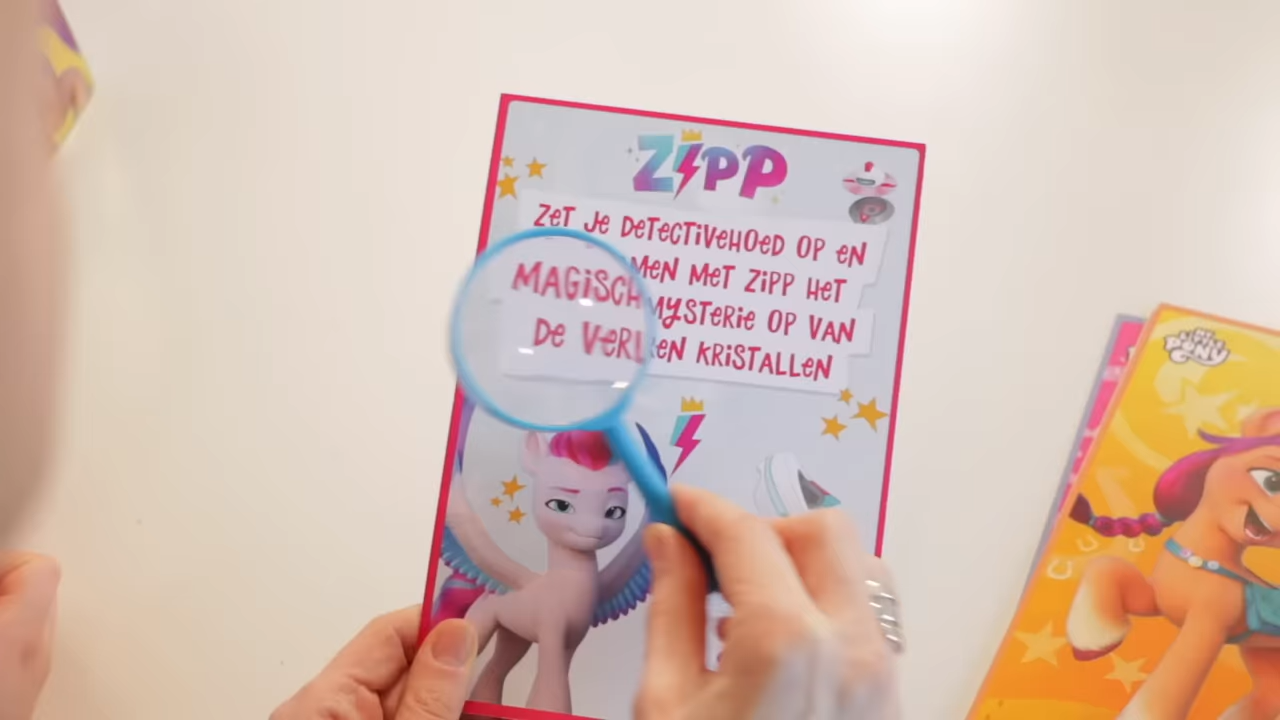 ZiPP
ZeT Je DeTeCTiVeHOeD OP eN
MeN MeT ZiPP HeT
MAGiSCH MYSTeRie OP VAN
De VeRL eN KRiSTALLeN
MY LITTLE PONY